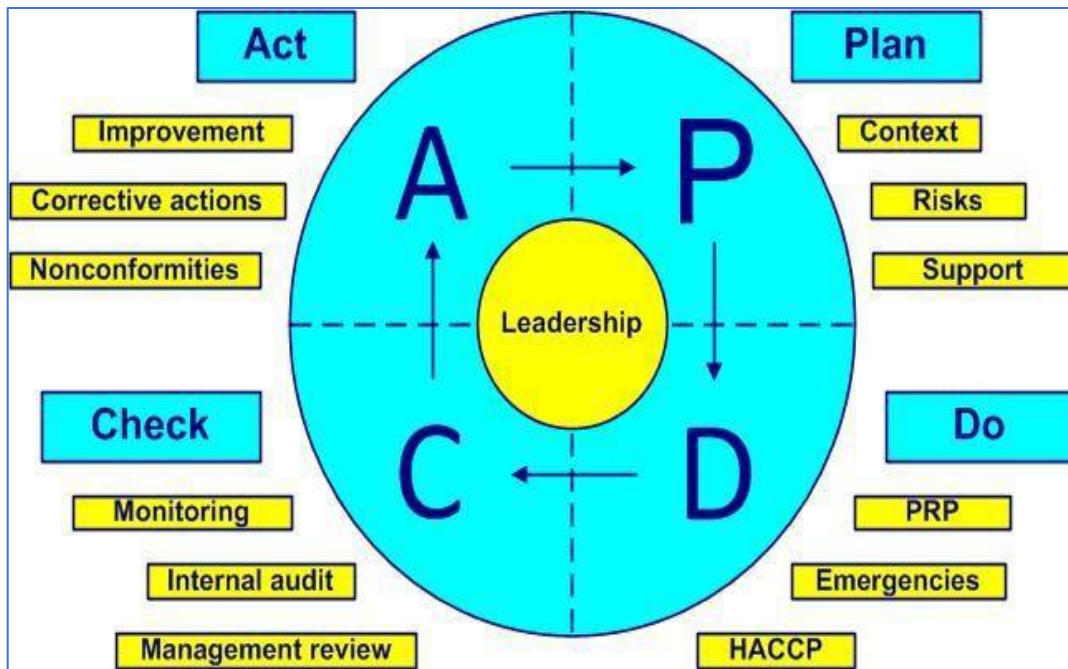 Act
Plan
Improvement
Context
Corrective actions
Risks
Nonconformities
Support
A
P
Leadership
C
D
Check
Do
Monitoring
PRP
Internal audit
Emergencies
Management review
HACCP